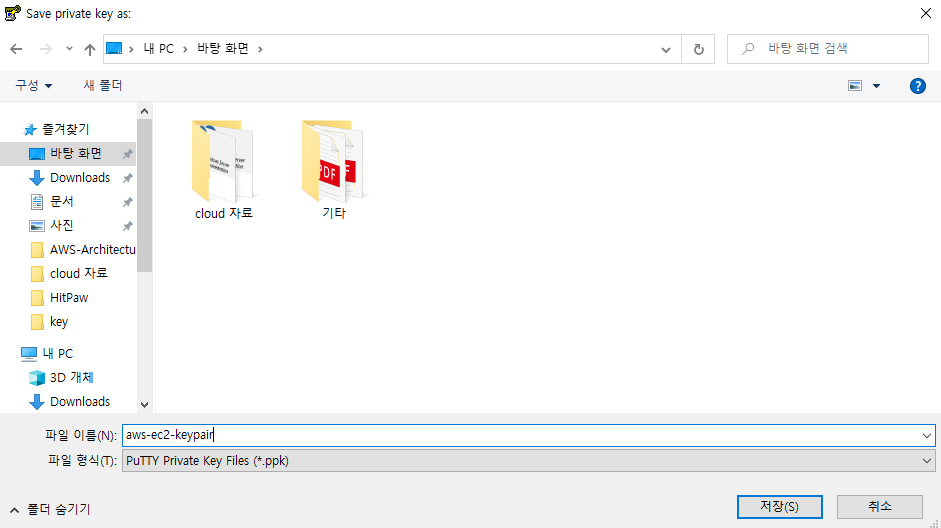 Save private key as:
내 PC > 바탕 화면 >
바탕 화면 검색
구성
새 폴더
즐겨찾기
바탕 화면
Downloads
문서
사진
AWS-Architectu
cloud 자료
HitPaw
key
내 PC
3D 개체
Downloads
PDF
cloud 자료
기타
파일 이름(N):
aws-ec2-keypair
파일 형식(T):
PuTTY Private Key Files (*.ppk)
폴더 숨기기
저장(S)
취소